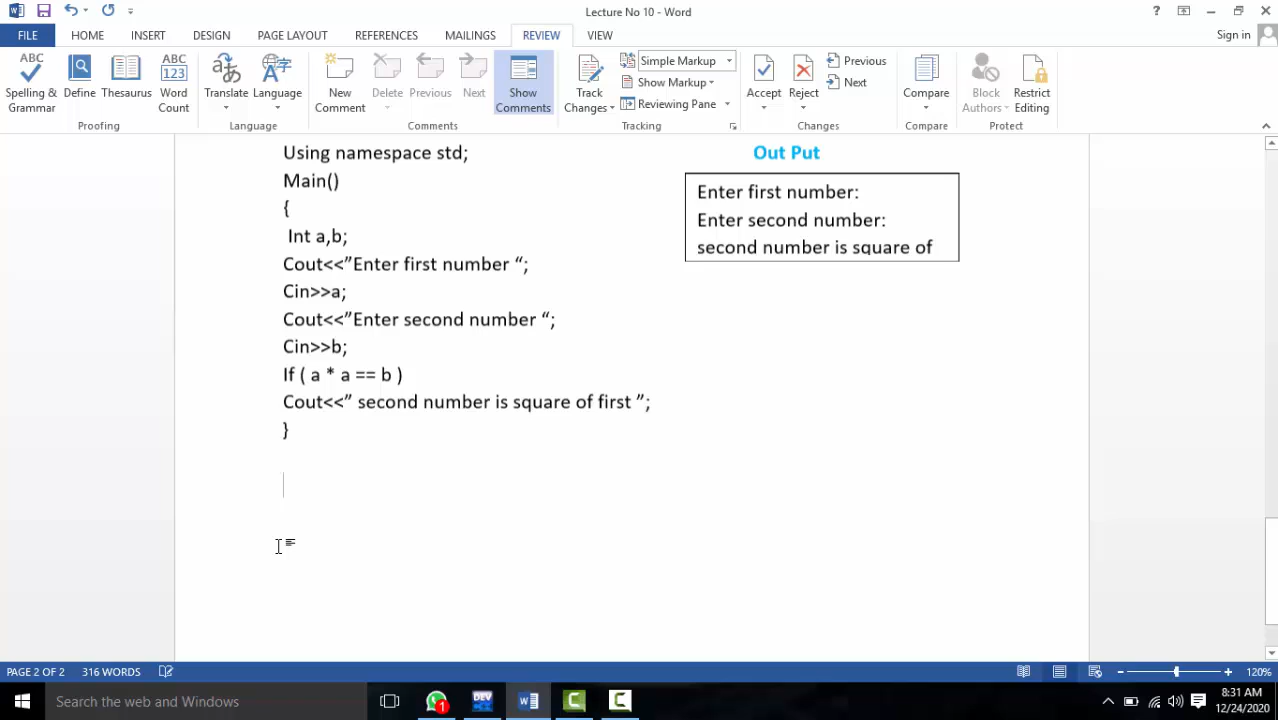 Lecture No 10 - Word
FILE HOME INSERT DESIGN PAGE LAYOUT REFERENCES MAILINGS REVIEW VIEW Sign in
Spelling & Grammar
Define
Thesaurus
Word Count
Translate
Language
New Comment
Delete
Previous
Next
Show Comments
Track Changes
Simple Markup
Show Markup
Reviewing Pane
Accept
Reject
Previous
Next
Compare
Block Authors
Restrict Editing
Proofing Language Comments Tracking Changes Compare Protect
Using namespace std;
Main()
{
Int a,b;
Cout<<”Enter first number “;
Cin>>a;
Cout<<”Enter second number “;
Cin>>b;
If ( a * a == b )
Cout<<” second number is square of first ”;
}
Out Put
Enter first number:
Enter second number:
second number is square of
PAGE 2 OF 2 316 WORDS 120%
Search the web and Windows
DEV
1
8:31 AM
12/24/2020